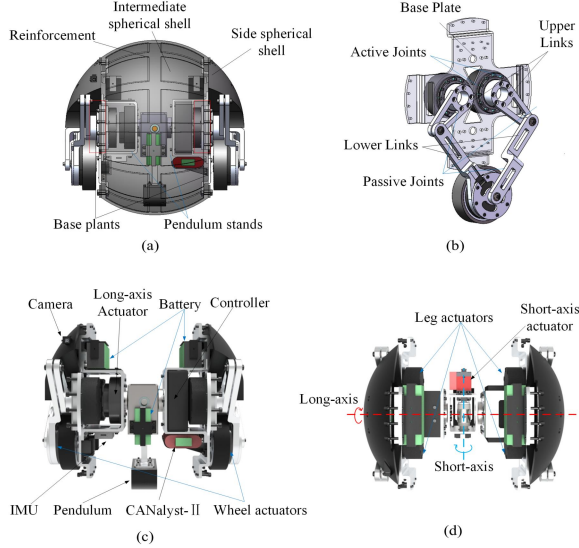 Reinforcement
Intermediate
spherical shell
Side spherical
shell
Base plants
Pendulum stands
(a)
Base Plate
Active Joints
Upper
Links
Lower Links
Passive Joints
(b)
Camera
Long-axis
Actuator
Battery
Controller
IMU
Pendulum
CANalyst-II
Wheel actuators
(c)
Leg actuators
Short-axis
actuator
Long-axis
Short-axis
(d)